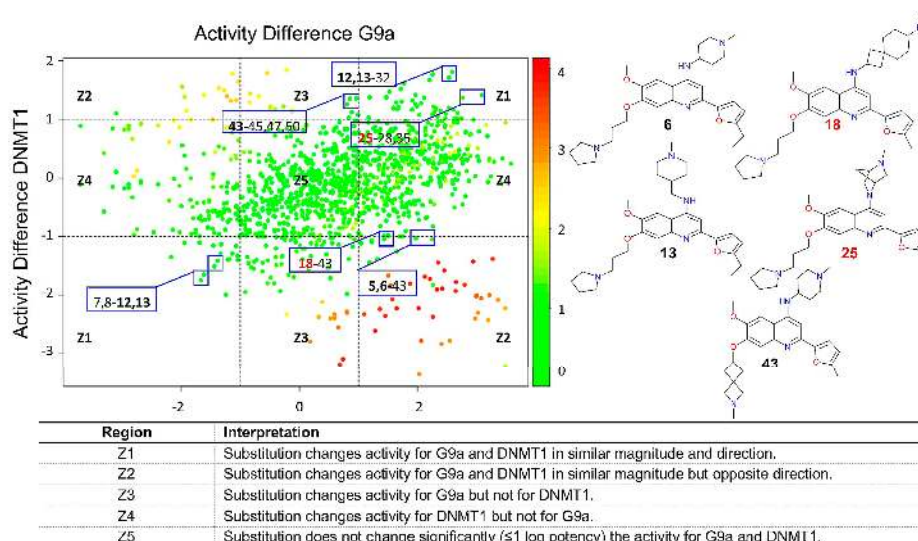 Activity Difference G9a
Activity Difference DNMT1
2
1
0
-1
-2
-3
-2
0
2
4
3
2
1
0
Z2
Z3
Z1
Z4
Z5
Z4
Z1
Z3
Z2
12,13-32
43-45,47,50
25-28,35
18-43
5,6-43
7,8-12,13
6
18
13
25
43
Region Interpretation
Z1 Substitution changes activity for G9a and DNMT1 in similar magnitude and direction.
Z2 Substitution changes activity for G9a and DNMT1 in similar magnitude but opposite direction.
Z3 Substitution changes activity for G9a but not for DNMT1.
Z4 Substitution changes activity for DNMT1 but not for G9a.
Z5 Substitution does not change significantly (≤1 log potency) the activity for G9a and DNMT1.